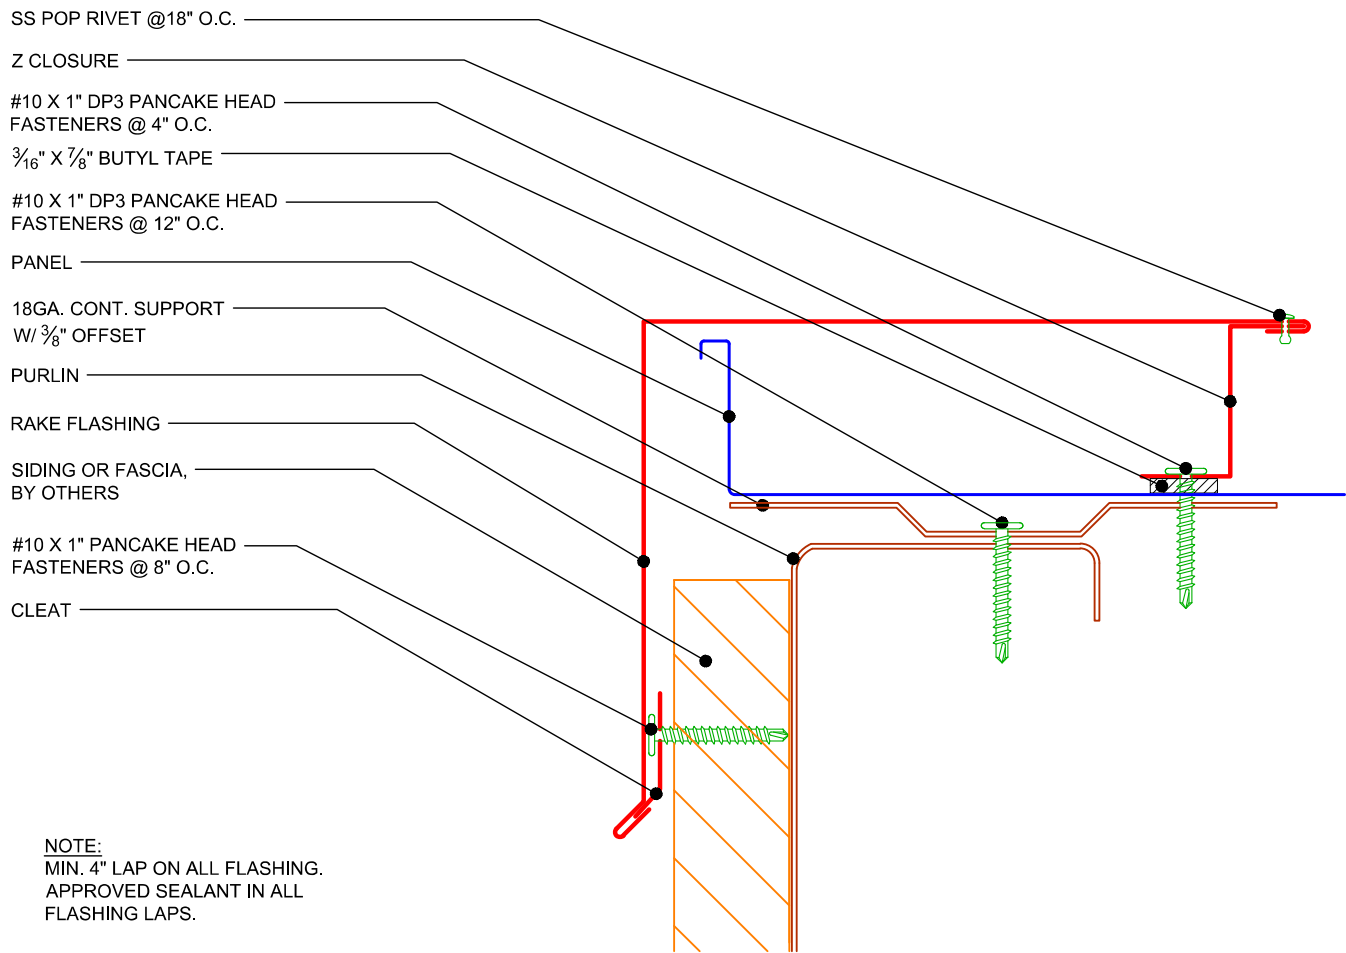 SS POP RIVET @18" O.C.
Z CLOSURE
#10 X 1" DP3 PANCAKE HEAD
FASTENERS @ 4" O.C.
3/16" X 7/8" BUTYL TAPE
#10 X 1" DP3 PANCAKE HEAD
FASTENERS @ 12" O.C.
PANEL
18GA. CONT. SUPPORT
W/ 3/8" OFFSET
PURLIN
RAKE FLASHING
SIDING OR FASCIA,
BY OTHERS
#10 X 1" PANCAKE HEAD
FASTENERS @ 8" O.C.
CLEAT
NOTE:
MIN. 4" LAP ON ALL FLASHING.
APPROVED SEALANT IN ALL
FLASHING LAPS.